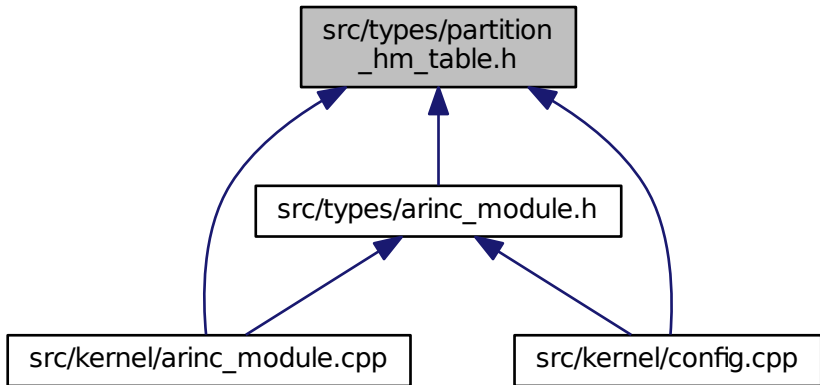 src/types/partition
_hm_table.h
src/types/arinc_module.h
src/kernel/arinc_module.cpp
src/kernel/config.cpp